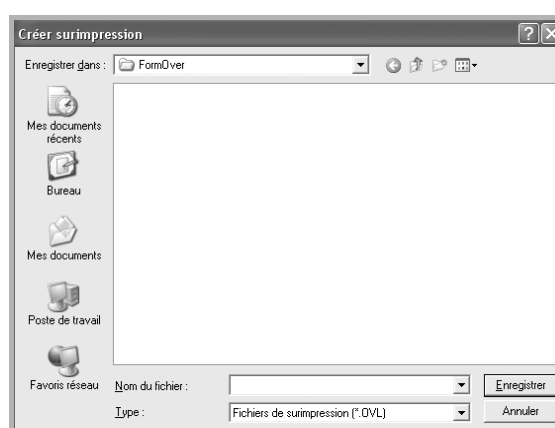 Créer surimpression
Enregistrer dans :
FormOver
Mes documents
récents
Bureau
Mes documents
Poste de travail
Favoris réseau
Nom du fichier :
Enregistrer
Type :
Fichiers de surimpression (*.OVL)
Annuler